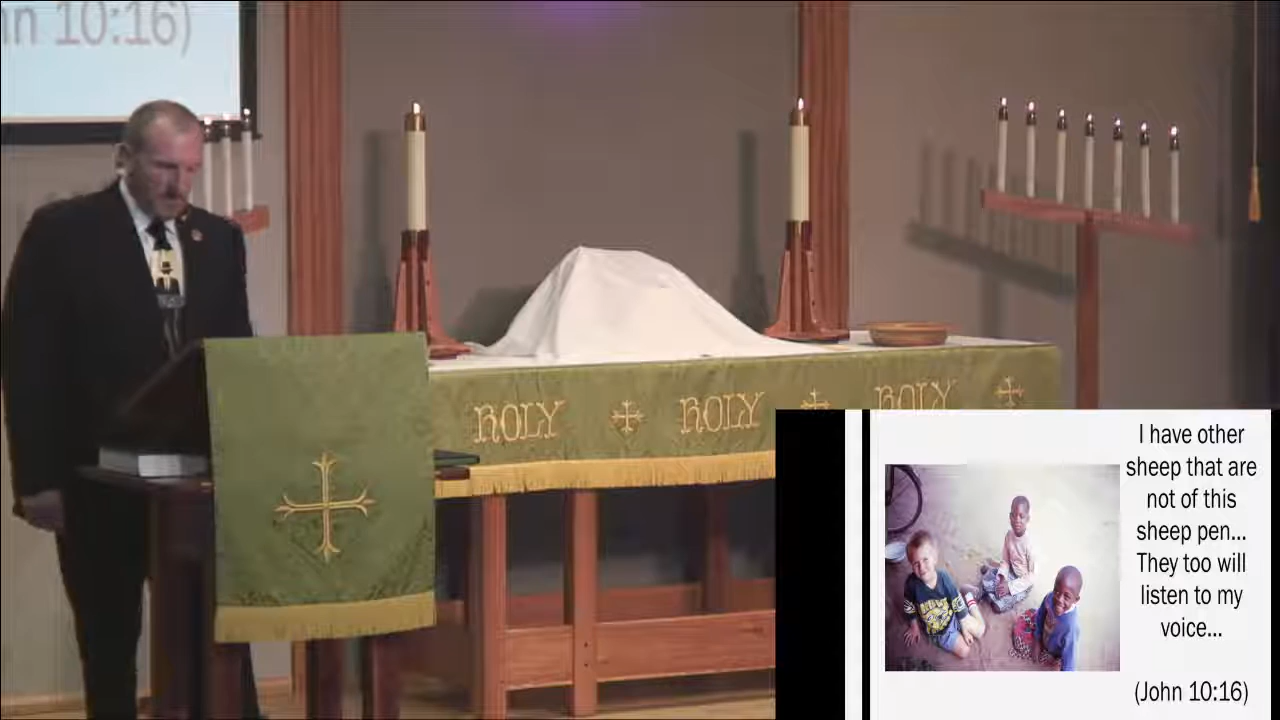 hn 10:16)
HOLY HOLY HOLY
I have other
sheep that are
not of this
sheep pen...
They too will
listen to my
voice...
(John 10:16)